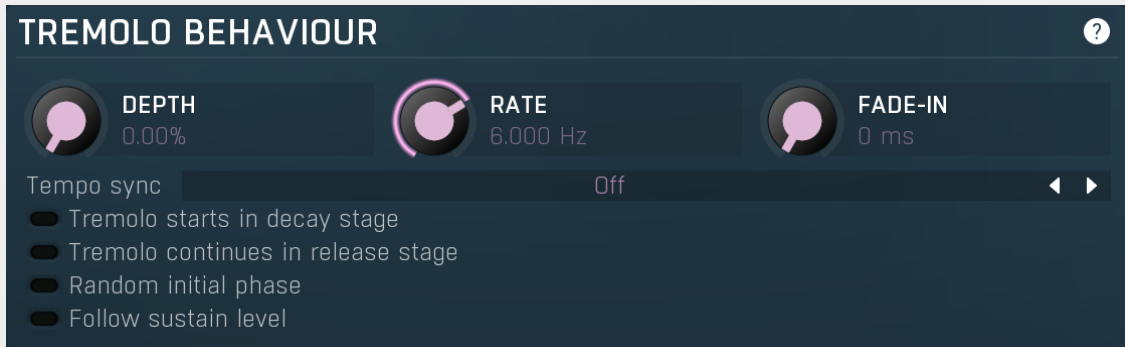 TREMOLO BEHAVIOUR ?
DEPTH
0.00%
RATE
6.000 Hz
FADE-IN
0 ms
Tempo sync Off
Tremolo starts in decay stage
Tremolo continues in release stage
Random initial phase
Follow sustain level